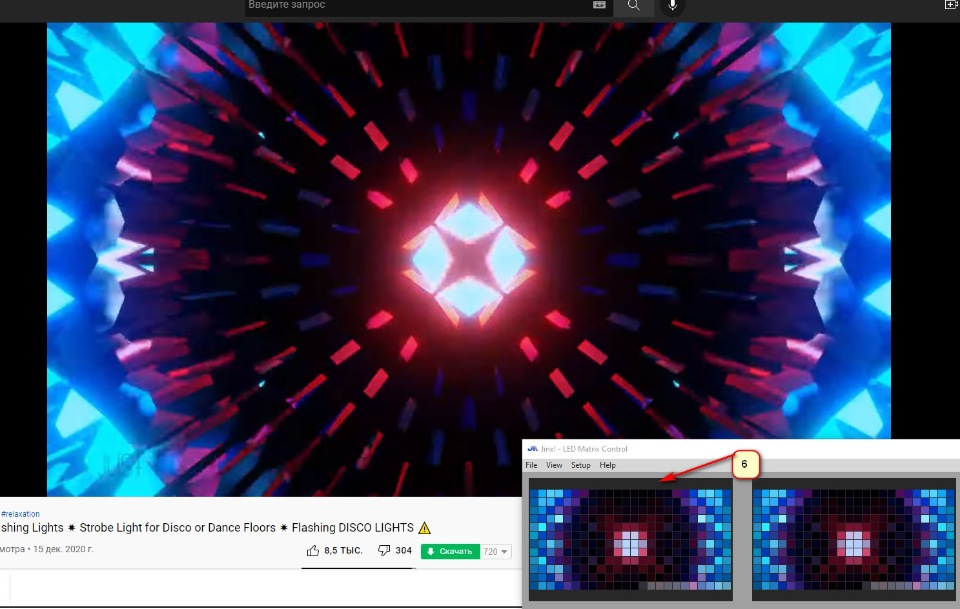 Введите запрос
JUST
Jinx! - LED Matrix Control
File View Setup Help
6
#relaxation
shing Lights ✷ Strobe Light for Disco or Dance Floors ✷ Flashing DISCO LIGHTS ⚠
мотра • 15 дек. 2020 г.
8,5 ТЫС. 304 Скачать 720